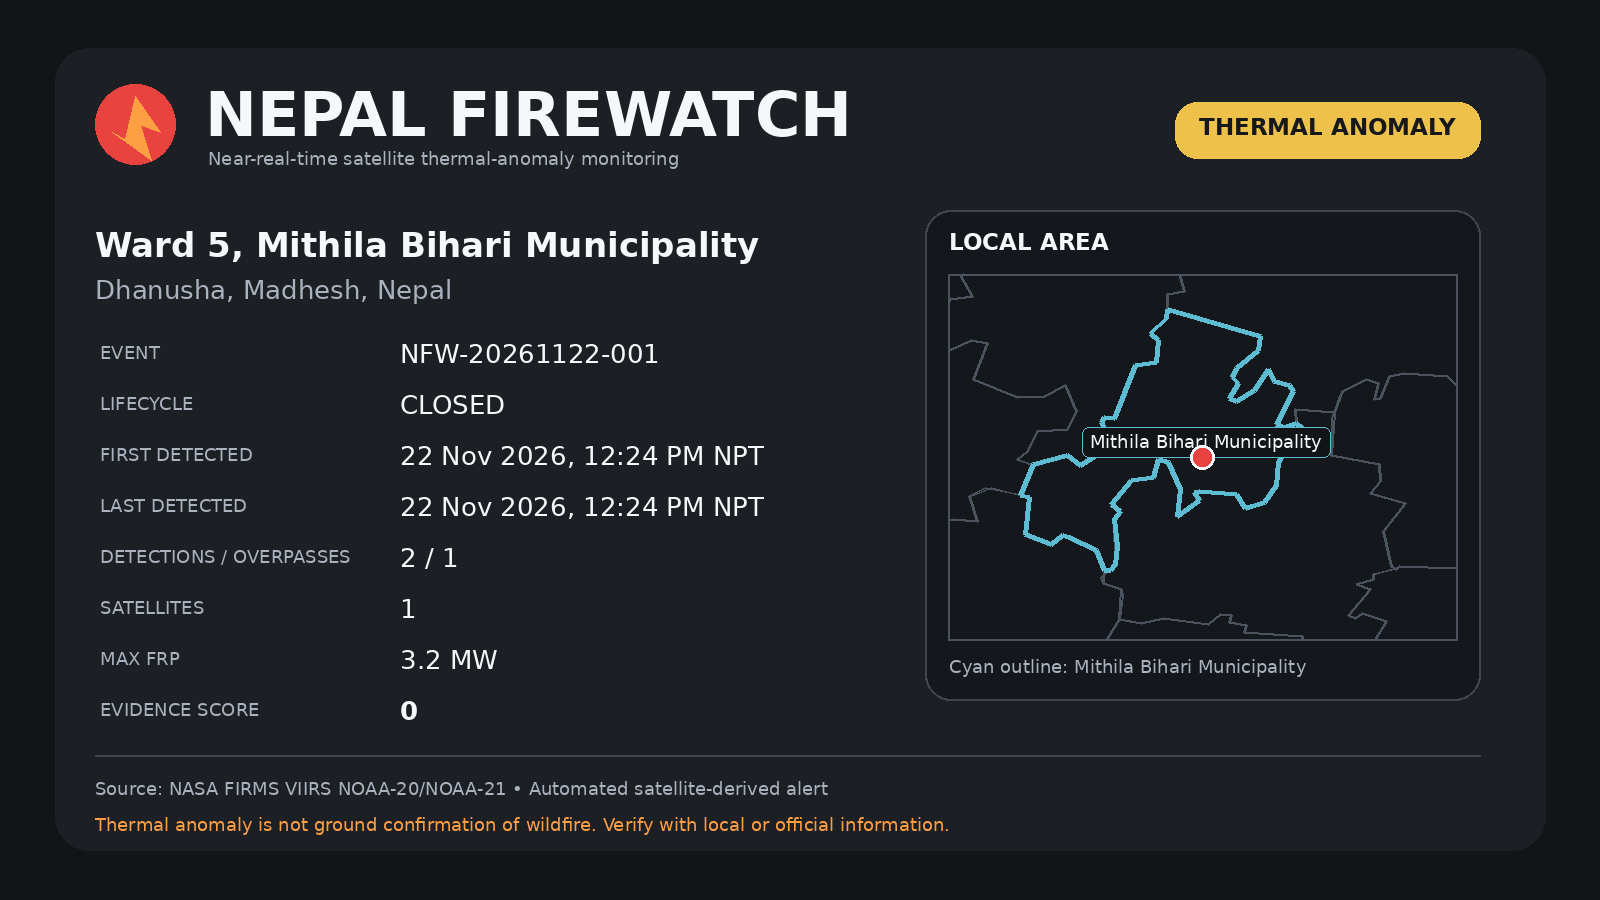 NEPAL FIREWATCH
Near-real-time satellite thermal-anomaly monitoring
THERMAL ANOMALY
Ward 5, Mithila Bihari Municipality
Dhanusha, Madhesh, Nepal
EVENT NFW-20261122-001
LIFECYCLE CLOSED
FIRST DETECTED 22 Nov 2026, 12:24 PM NPT
LAST DETECTED 22 Nov 2026, 12:24 PM NPT
DETECTIONS / OVERPASSES 2 / 1
SATELLITES 1
MAX FRP 3.2 MW
EVIDENCE SCORE 0
LOCAL AREA
Mithila Bihari Municipality
Cyan outline: Mithila Bihari Municipality
Source: NASA FIRMS VIIRS NOAA-20/NOAA-21 • Automated satellite-derived alert
Thermal anomaly is not ground confirmation of wildfire. Verify with local or official information.